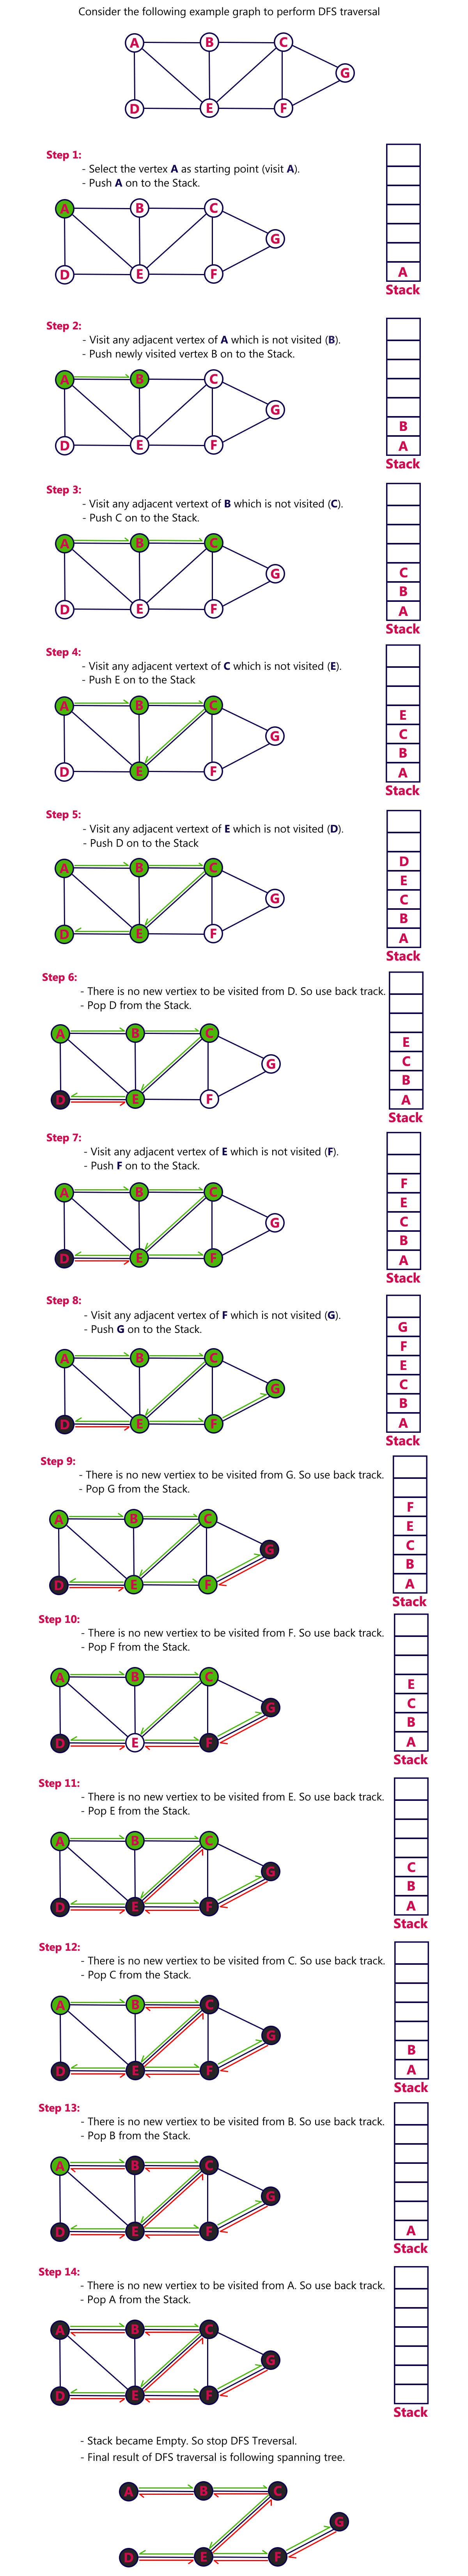 Consider the following example graph to perform DFS traversal
A B C
G
D E F
Step 1:
- Select the vertex A as starting point (visit A).
- Push A on to the Stack.
A B C
G
D E F
A
Stack
Step 2:
- Visit any adjacent vertex of A which is not visited (B).
- Push newly visited vertex B on to the Stack.
A B C
G
D E F
B
A
Stack
Step 3:
- Visit any adjacent vertext of B which is not visited (C).
- Push C on to the Stack.
A B C
G
D E F
C
B
A
Stack
Step 4:
- Visit any adjacent vertext of C which is not visited (E).
- Push E on to the Stack
A B C
G
D E F
E
C
B
A
Stack
Step 5:
- Visit any adjacent vertext of E which is not visited (D).
- Push D on to the Stack
A B C
G
D E F
D
E
C
B
A
Stack
Step 6:
- There is no new vertiex to be visited from D. So use back track.
- Pop D from the Stack.
A B C
G
D E F
E
C
B
A
Stack
Step 7:
- Visit any adjacent vertex of E which is not visited (F).
- Push F on to the Stack.
A B C
G
D E F
F
E
C
B
A
Stack
Step 8:
- Visit any adjacent vertex of F which is not visited (G).
- Push G on to the Stack.
A B C
G
D E F
G
F
E
C
B
A
Stack
Step 9:
- There is no new vertiex to be visited from G. So use back track.
- Pop G from the Stack.
A B C
G
D E F
F
E
C
B
A
Stack
Step 10:
- There is no new vertiex to be visited from F. So use back track.
- Pop F from the Stack.
A B C
G
D E F
E
C
B
A
Stack
Step 11:
- There is no new vertiex to be visited from E. So use back track.
- Pop E from the Stack.
A B C
G
D E F
C
B
A
Stack
Step 12:
- There is no new vertiex to be visited from C. So use back track.
- Pop C from the Stack.
A B C
G
D E F
B
A
Stack
Step 13:
- There is no new vertiex to be visited from B. So use back track.
- Pop B from the Stack.
A B C
G
D E F
A
Stack
Step 14:
- There is no new vertiex to be visited from A. So use back track.
- Pop A from the Stack.
A B C
G
D E F
Stack
- Stack became Empty. So stop DFS Treversal.
- Final result of DFS traversal is following spanning tree.
A B C
G
D E F